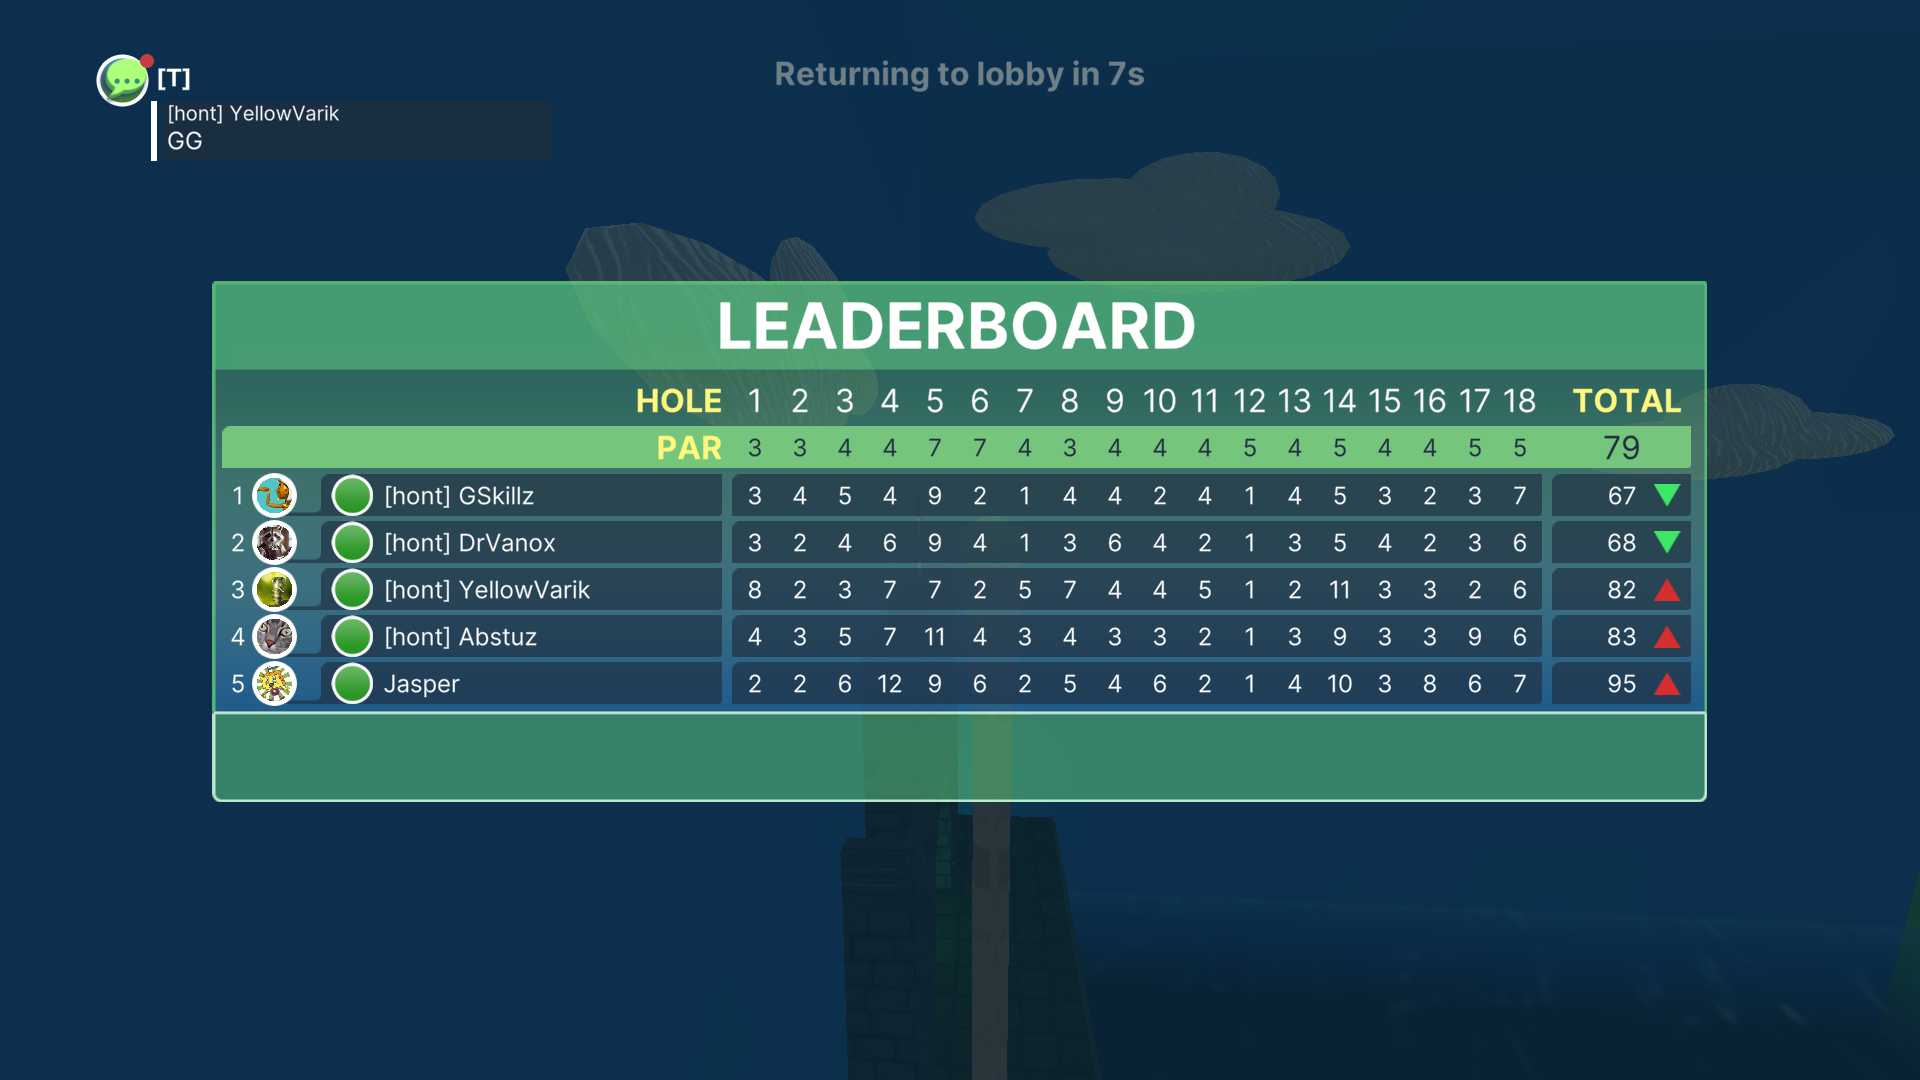 Returning to lobby in 7s
[T]
[hont] YellowVarik
GG
LEADERBOARD
HOLE 1 2 3 4 5 6 7 8 9 10 11 12 13 14 15 16 17 18 TOTAL
PAR 3 3 4 4 7 7 4 3 4 4 4 5 4 5 4 4 5 5 79
1 [hont] GSkillz 3 4 5 4 9 2 1 4 4 2 4 1 4 5 3 2 3 7 67
2 [hont] DrVanox 3 2 4 6 9 4 1 3 6 4 2 1 3 5 4 2 3 6 68
3 [hont] YellowVarik 8 2 3 7 7 2 5 7 4 4 5 1 2 11 3 3 2 6 82
4 [hont] Abstuz 4 3 5 7 11 4 3 4 3 3 2 1 3 9 3 3 9 6 83
5 Jasper 2 2 6 12 9 6 2 5 4 6 2 1 4 10 3 8 6 7 95